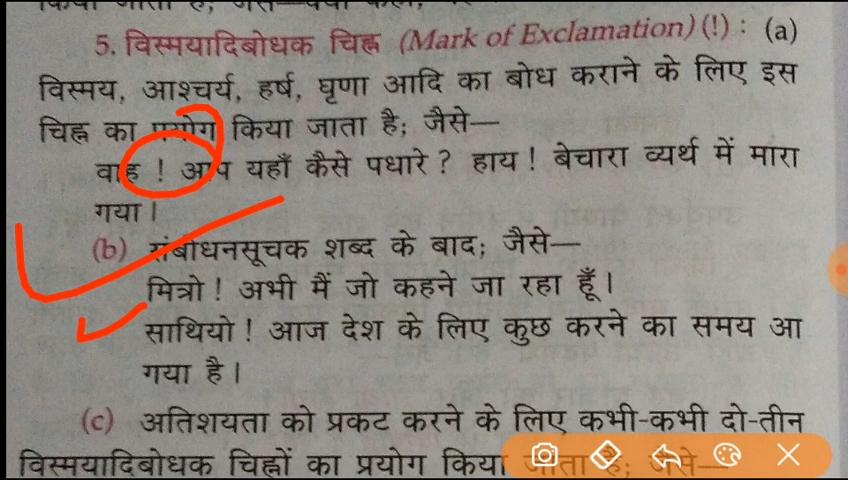 5. विस्मयादिबोधक चिह्न (Mark of Exclamation) (!) : (a)
विस्मय, आश्चर्य, हर्ष, घृणा आदि का बोध कराने के लिए इस
चिह्न का प्रयोग किया जाता है; जैसे—
वाह ! आप यहाँ कैसे पधारे ? हाय ! बेचारा व्यर्थ में मारा
गया।
(b) संबोधनसूचक शब्द के बाद; जैसे—
मित्रो ! अभी मैं जो कहने जा रहा हूँ।
साथियो ! आज देश के लिए कुछ करने का समय आ
गया है।
(c) अतिशयता को प्रकट करने के लिए कभी-कभी दो-तीन
विस्मयादिबोधक चिह्नों का प्रयोग किया जाता है; जैसे—